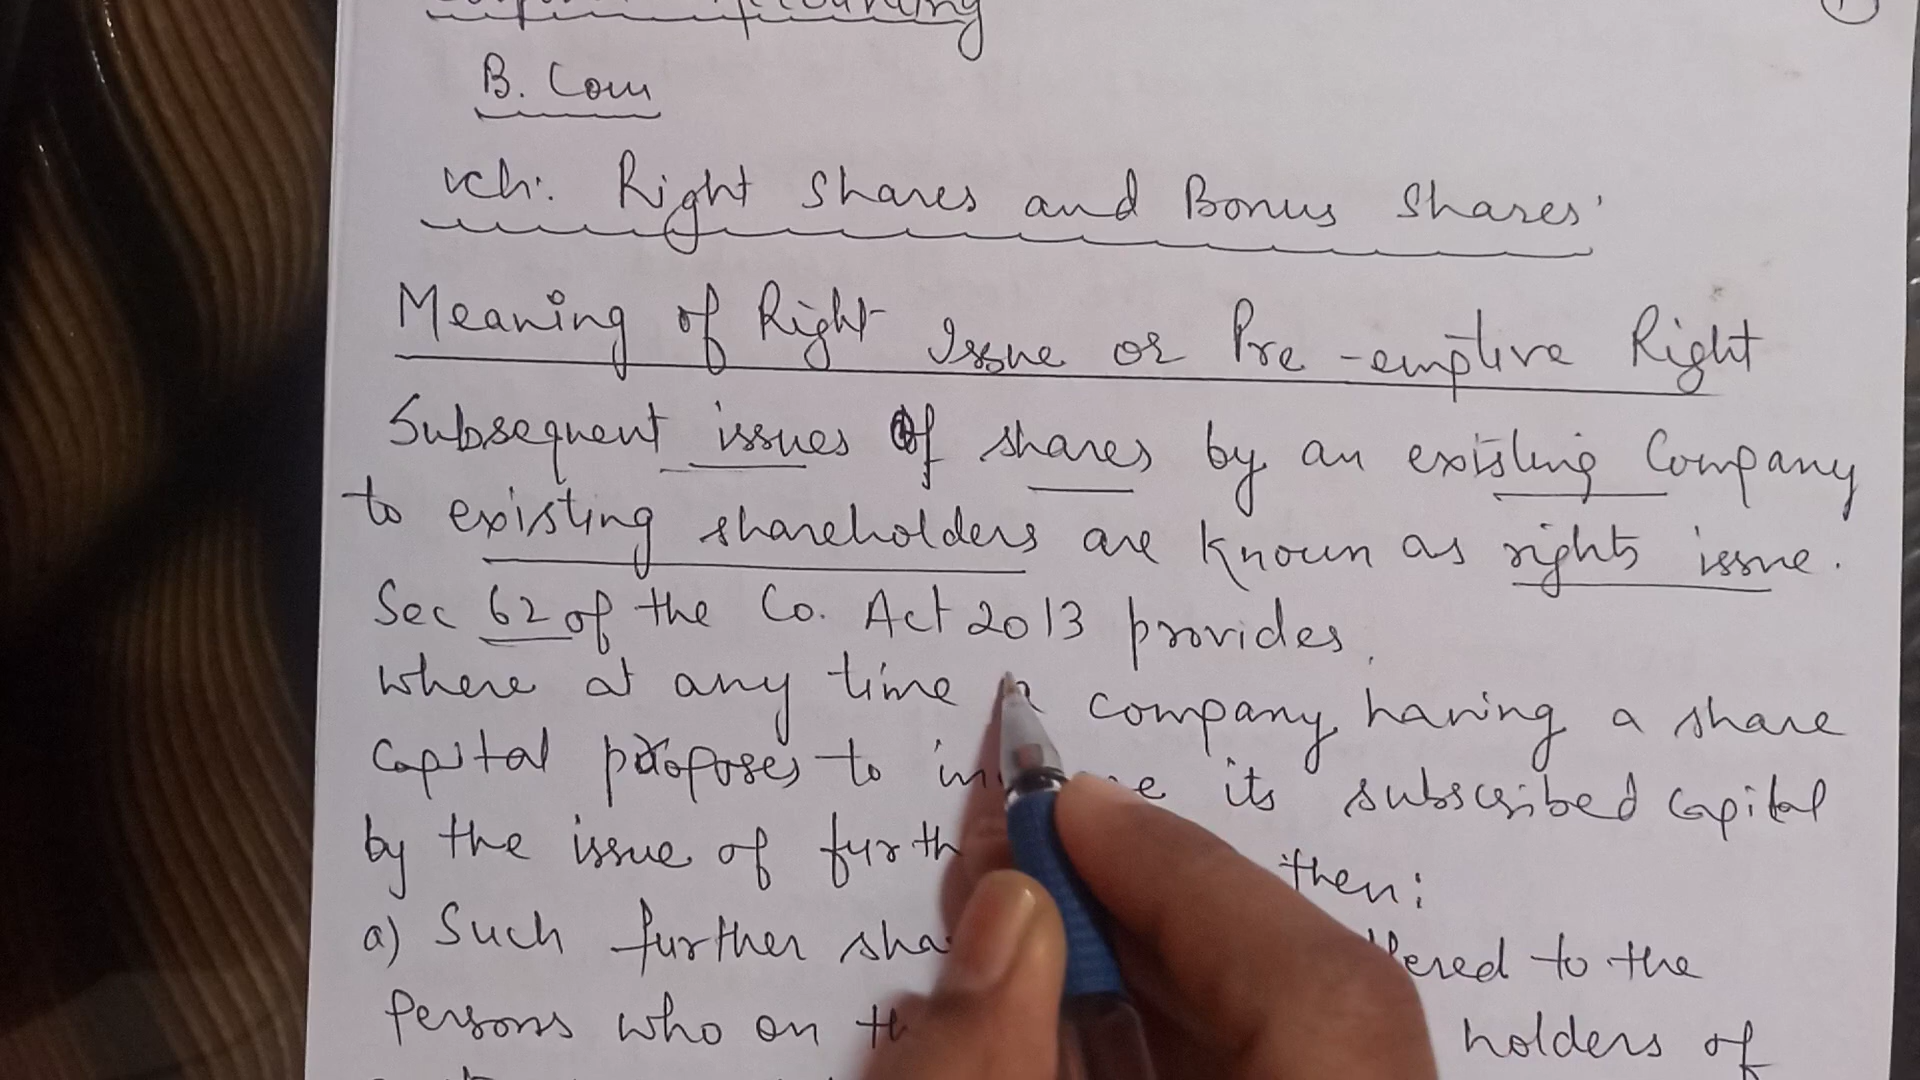 B. Com
ch: Right Shares and Bonus Shares
Meaning of Right Issue or Pre-emptive Right
Subsequent issues of shares by an existing Company
to existing shareholders are known as rights issue.
Sec 62 of the Co. Act 2013 provides
where at any time a company having a share
capital proposes to its subscribed capital
by the issue of then:
a) Such further to the
persons who on holders of